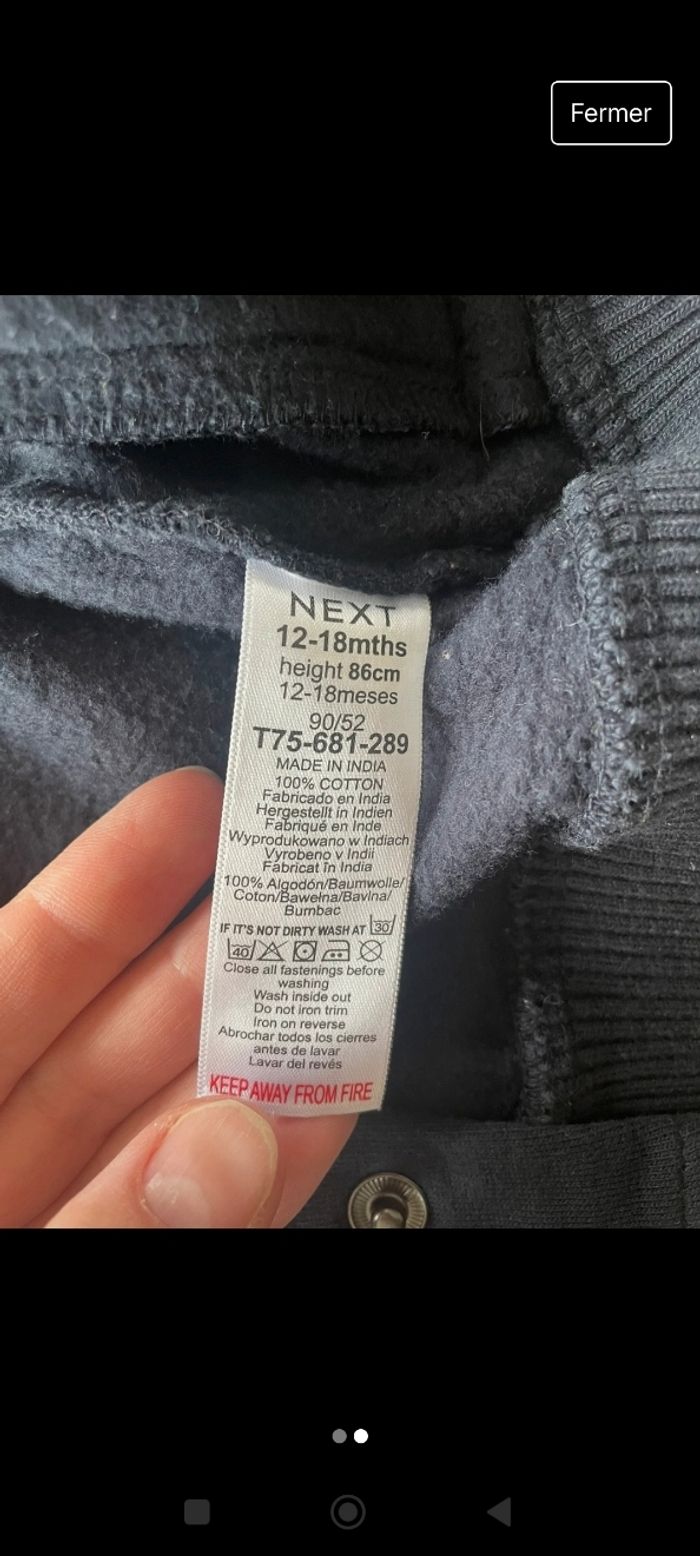 Fermer
NEXT
12-18mths
height 86cm
12-18meses
90/52
T75-681-289
MADE IN INDIA
100% COTTON
Fabricado en India
Hergestellt in Indien
Fabriqué en Inde
Wyprodukowano w Indiach
Vyrobeno v Indii
Fabricat în India
100% Algodón/Baumwolle/
Coton/Bawełna/Bavlna/
Bumbac
IF IT'S NOT DIRTY WASH AT 30
40
Close all fastenings before
washing
Wash inside out
Do not iron trim
Iron on reverse
Abrochar todos los cierres
antes de lavar
Lavar del revés
KEEP AWAY FROM FIRE